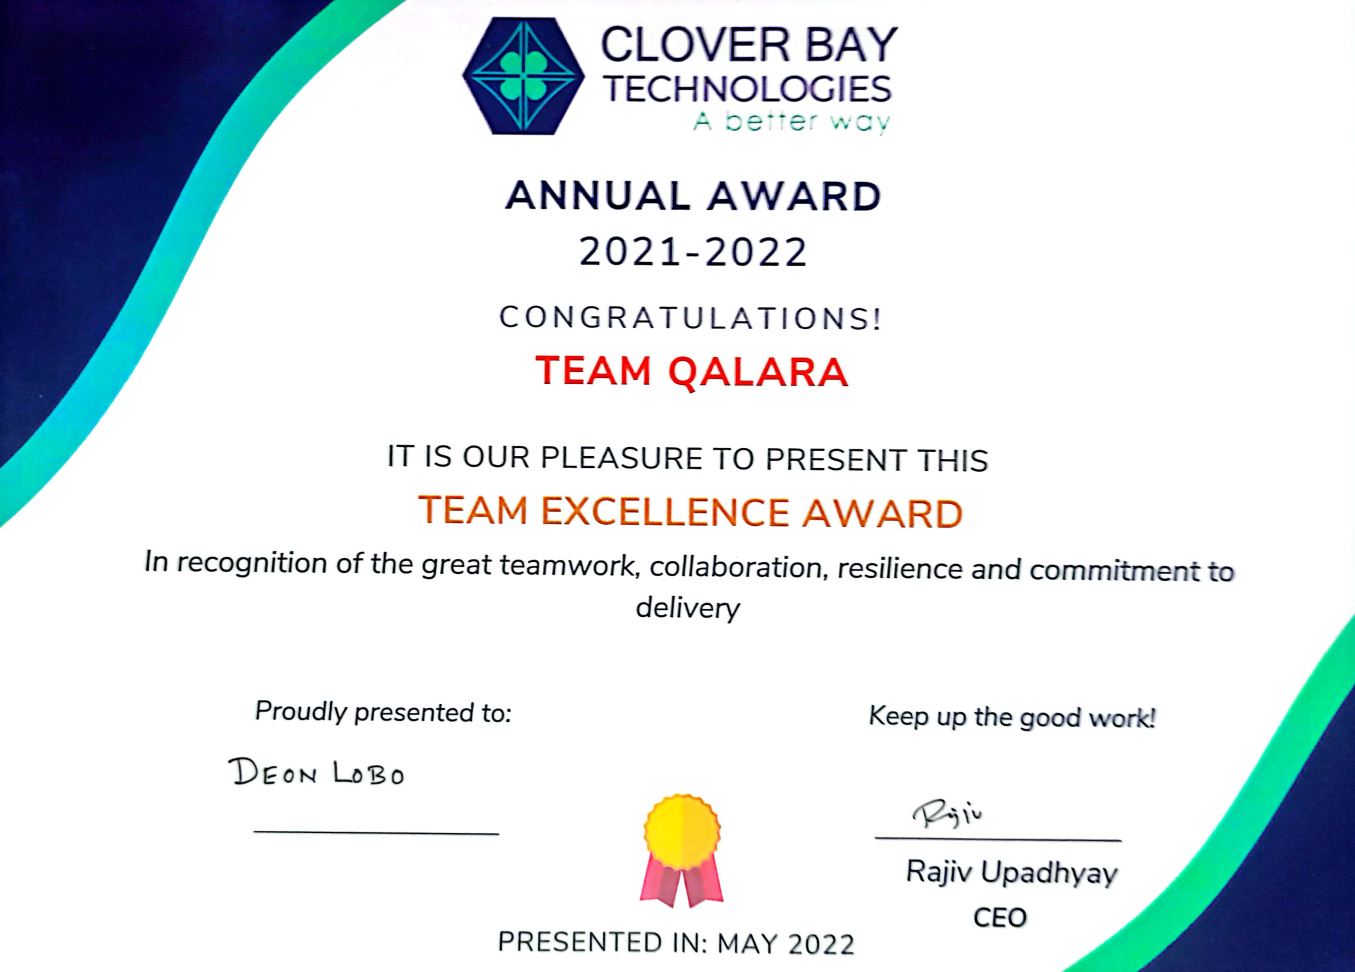 CLOVER BAY
TECHNOLOGIES
A better way
ANNUAL AWARD
2021-2022
CONGRATULATIONS!
TEAM QALARA
IT IS OUR PLEASURE TO PRESENT THIS
TEAM EXCELLENCE AWARD
In recognition of the great teamwork, collaboration, resilience and commitment to
delivery
Proudly presented to:
DEON LOBO
Keep up the good work!
Rajiv
Rajiv Upadhyay
CEO
PRESENTED IN: MAY 2022